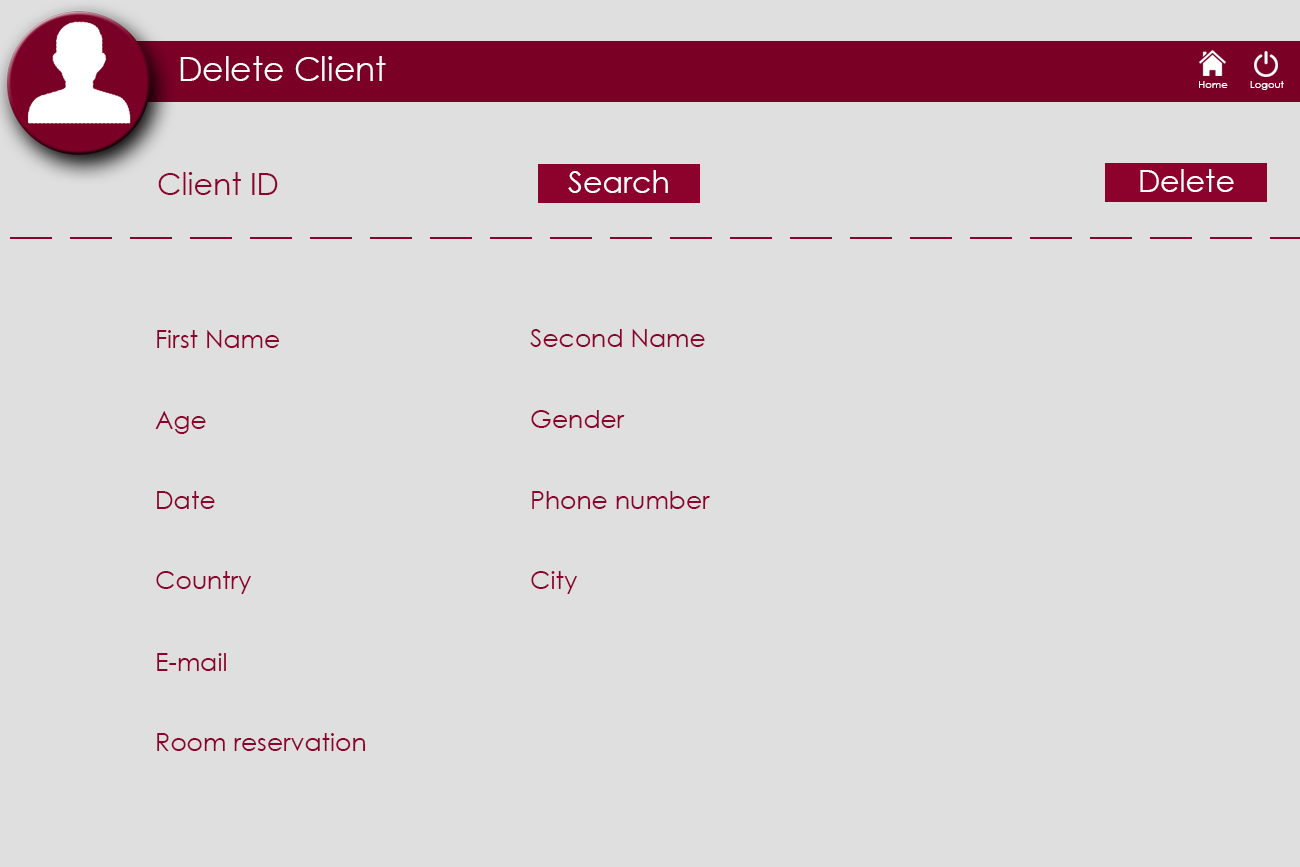 Delete Client
Home
Logout
Client ID
Search
Delete
First Name
Second Name
Age
Gender
Date
Phone number
Country
City
E-mail
Room reservation